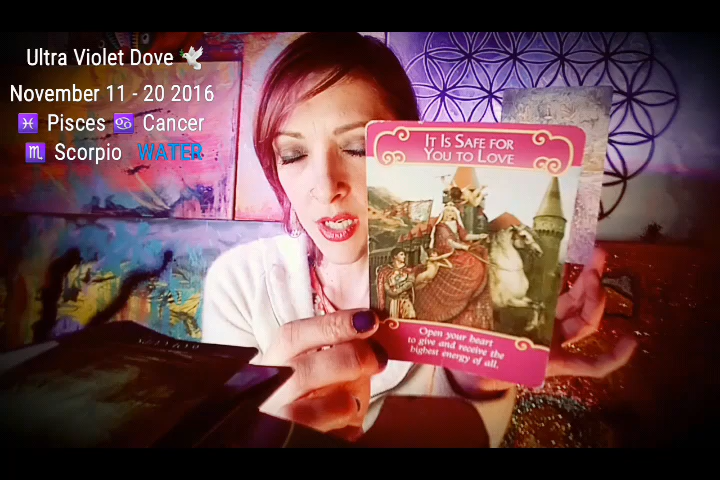 Ultra Violet Dove 🕊
November 11 - 20 2016
♓ Pisces ♋ Cancer
♏ Scorpio WATER
IT IS SAFE FOR
YOU TO LOVE
Open your heart
to give and receive the
highest energy of all.